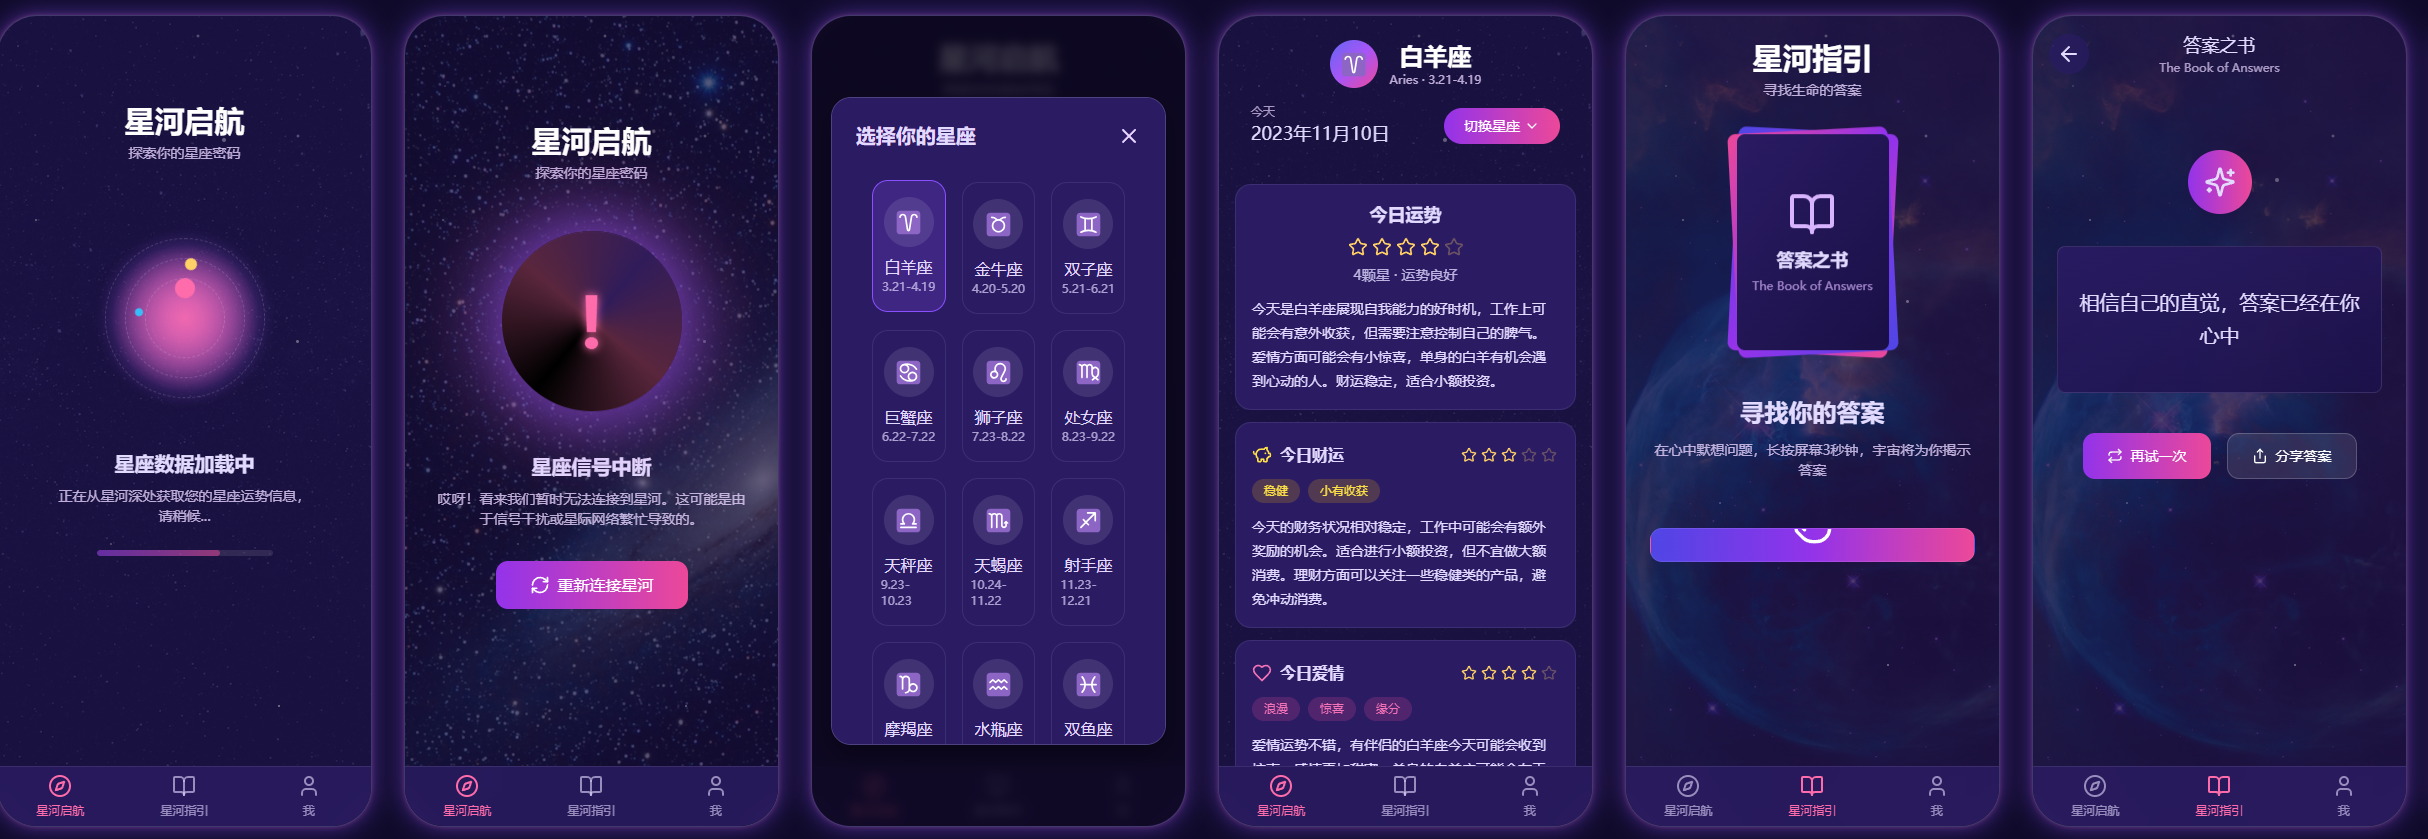 星河启航
探索你的星座密码
星座数据加载中
正在从星河深处获取您的星座运势信息，
请稍候...
星河启航
星河指引
我
星河启航
探索你的星座密码
!
星座信号中断
哎呀！看来我们暂时无法连接到星河。这可能是由
于信号干扰或星际网络繁忙导致的。
重新连接星河
星河启航
星河指引
我
选择你的星座
白羊座
3.21-4.19
金牛座
4.20-5.20
双子座
5.21-6.21
巨蟹座
6.22-7.22
狮子座
7.23-8.22
处女座
8.23-9.22
天秤座
9.23-
10.23
天蝎座
10.24-
11.22
射手座
11.23-
12.21
摩羯座
水瓶座
双鱼座
白羊座
Aries · 3.21-4.19
今天
2023年11月10日
切换星座
今日运势
4颗星 · 运势良好
今天是白羊座展现自我能力的好时机，工作上可
能会有意外收获，但需要注意控制自己的脾气。
爱情方面可能会有小惊喜，单身的白羊有机会遇
到心动的人。财运稳定，适合小额投资。
今日财运
稳健
小有收获
今天的财务状况相对稳定，工作中可能会有额外
奖励的机会。适合进行小额投资，但不宜做大额
消费。理财方面可以关注一些稳健类的产品，避
免冲动消费。
今日爱情
浪漫
惊喜
缘分
爱情运势不错，有伴侣的白羊座今天可能会收到
星河启航
星河指引
我
星河指引
寻找生命的答案
答案之书
The Book of Answers
寻找你的答案
在心中默想问题，长按屏幕3秒钟，宇宙将为你揭示
答案
星河启航
星河指引
我
答案之书
The Book of Answers
相信自己的直觉，答案已经在你
心中
再试一次
分享答案
星河启航
星河指引
我